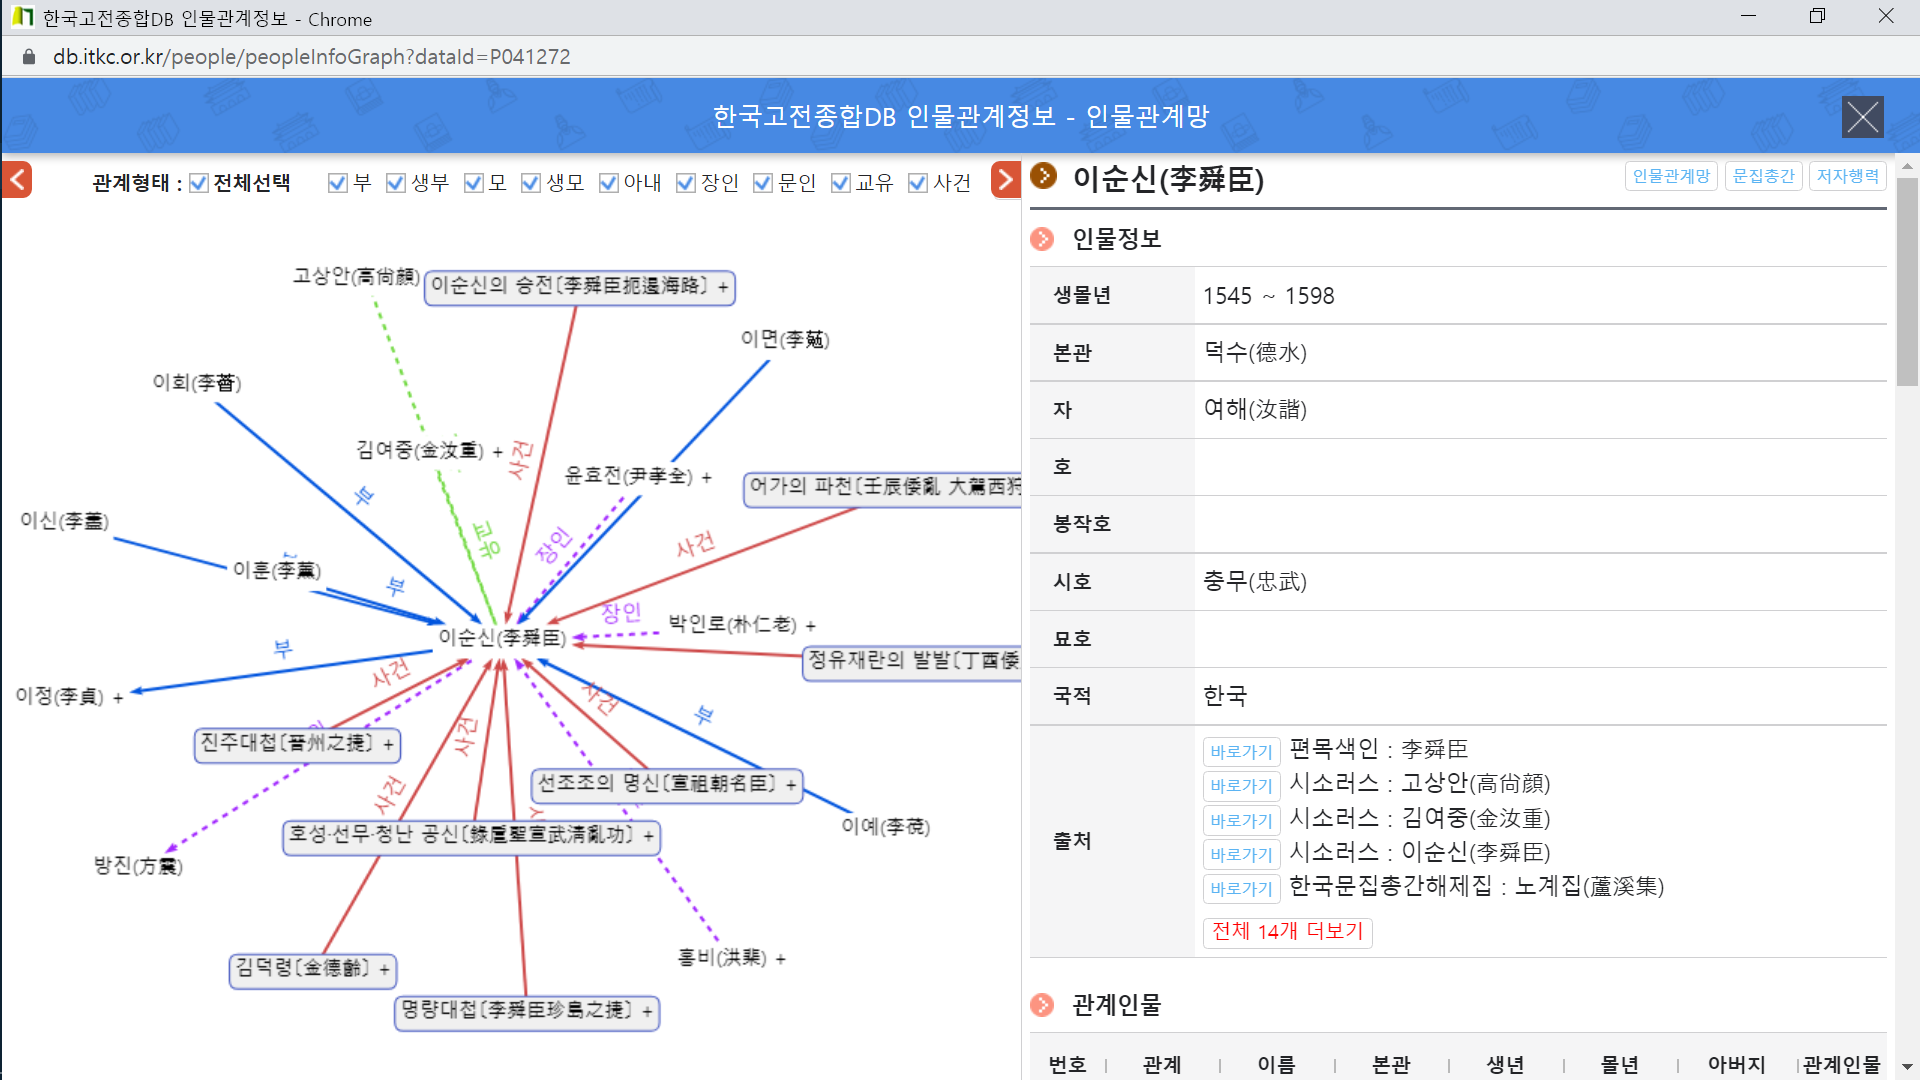 한국고전종합DB 인물관계정보 - Chrome
db.itkc.or.kr/people/peopleInfoGraph?dataId=P041272
한국고전종합DB 인물관계정보 - 인물관계망
관계형태 : 전체선택 부 생부 모 생모 아내 장인 문인 교유 사건
고상안(高尙顔)
이순신의 승전〔李舜臣扼還海路〕 +
이면(李葂)
이회(李薈)
김여중(金汝重) +
사건
윤효전(尹孝全) +
어가의 파천〔壬辰倭亂 大駕西狩
부
이신(李藎)
교유
장인
사건
이훈(李薰)
부
장인
박인로(朴仁老) +
이순신(李舜臣)
부
정유재란의 발발〔丁酉倭
사건
사건
이정(李貞) +
부
진주대첩〔晉州之捷〕 +
사건
선조조의 명신〔宣祖朝名臣〕 +
사건
호성·선무·청난 공신〔錄扈聖宣武淸亂功〕 +
이예(李䓲)
방진(方震)
홍비(洪棐) +
김덕령〔金德齡〕 +
명량대첩〔李舜臣珍島之捷〕 +
이순신(李舜臣)
인물관계망 문집총간 저자행력
인물정보
생몰년 1545 ~ 1598
본관 덕수(德水)
자 여해(汝諧)
호
봉작호
시호 충무(忠武)
묘호
국적 한국
출처
바로가기 편목색인 : 李舜臣
바로가기 시소러스 : 고상안(高尙顔)
바로가기 시소러스 : 김여중(金汝重)
바로가기 시소러스 : 이순신(李舜臣)
바로가기 한국문집총간해제집 : 노계집(蘆溪集)
전체 14개 더보기
관계인물
번호 관계 이름 본관 생년 몰년 아버지 관계인물